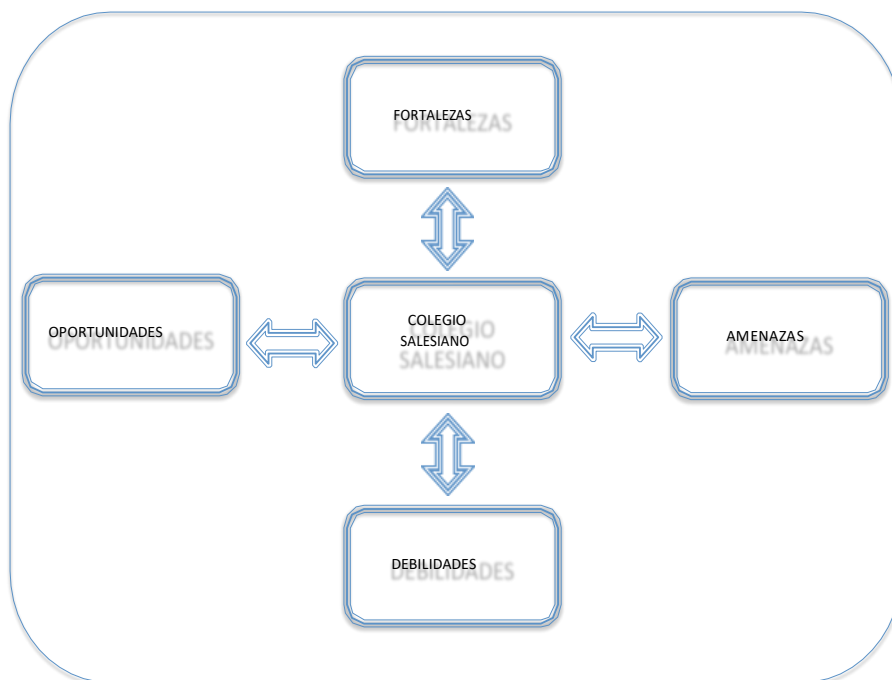 FORTALEZAS
OPORTUNIDADES
COLEGIO
SALESIANO
AMENAZAS
DEBILIDADES